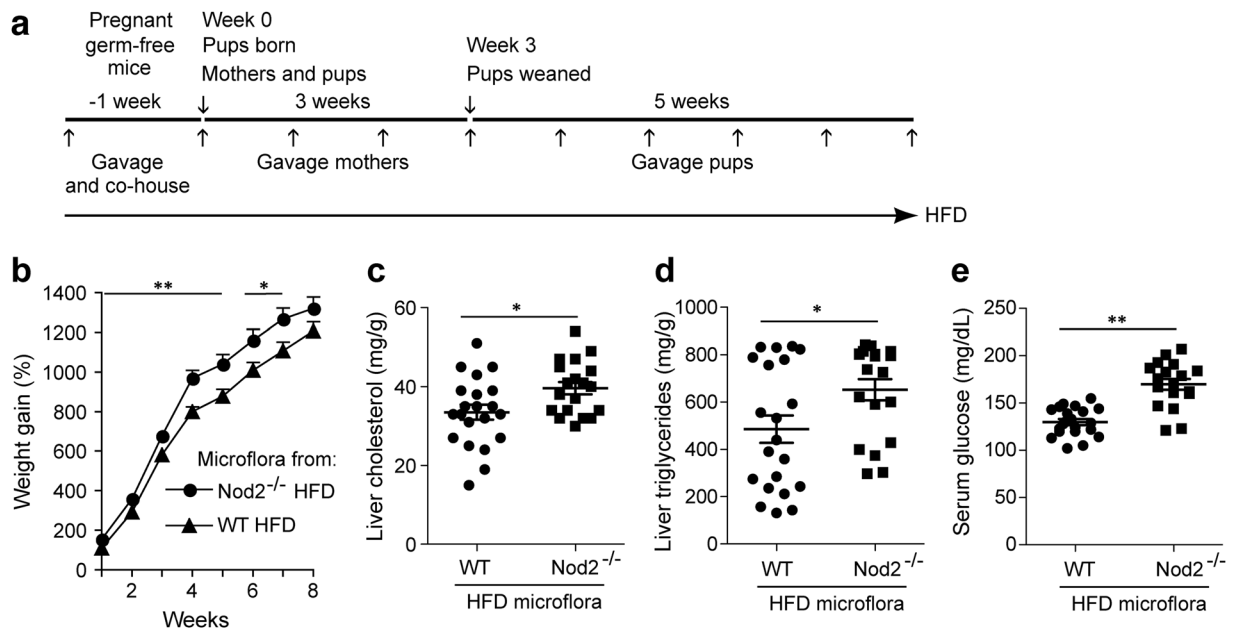 a
Pregnant
germ-free
mice
-1 week
Week 0
Pups born
Mothers and pups
3 weeks
Week 3
Pups weaned
5 weeks
Gavage
and co-house
Gavage mothers
Gavage pups
HFD
b
** *
1400
1200
1000
800
600
400
200
0
Weight gain (%)
2 4 6 8
Weeks
Microflora from:
Nod2-/- HFD
WT HFD
c
*
60
40
20
0
Liver cholesterol (mg/g)
WT Nod2-/-
HFD microflora
d
*
1000
800
600
400
200
0
Liver triglycerides (mg/g)
WT Nod2-/-
HFD microflora
e
**
250
200
150
100
50
0
Serum glucose (mg/dL)
WT Nod2-/-
HFD microflora